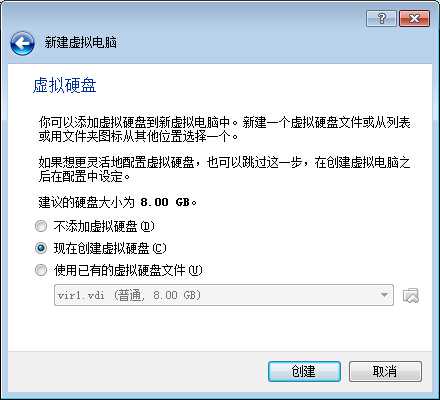 新建虚拟电脑
虚拟硬盘
你可以添加虚拟硬盘到新虚拟电脑中。新建一个虚拟硬盘文件或从列表
或用文件夹图标从其他位置选择一个。
如果想更灵活地配置虚拟硬盘，也可以跳过这一步，在创建虚拟电脑之
后在配置中设定。
建议的硬盘大小为 8.00 GB。
不添加虚拟硬盘(D)
现在创建虚拟硬盘(C)
使用已有的虚拟硬盘文件(U)
vir1.vdi (普通, 8.00 GB)
创建 取消